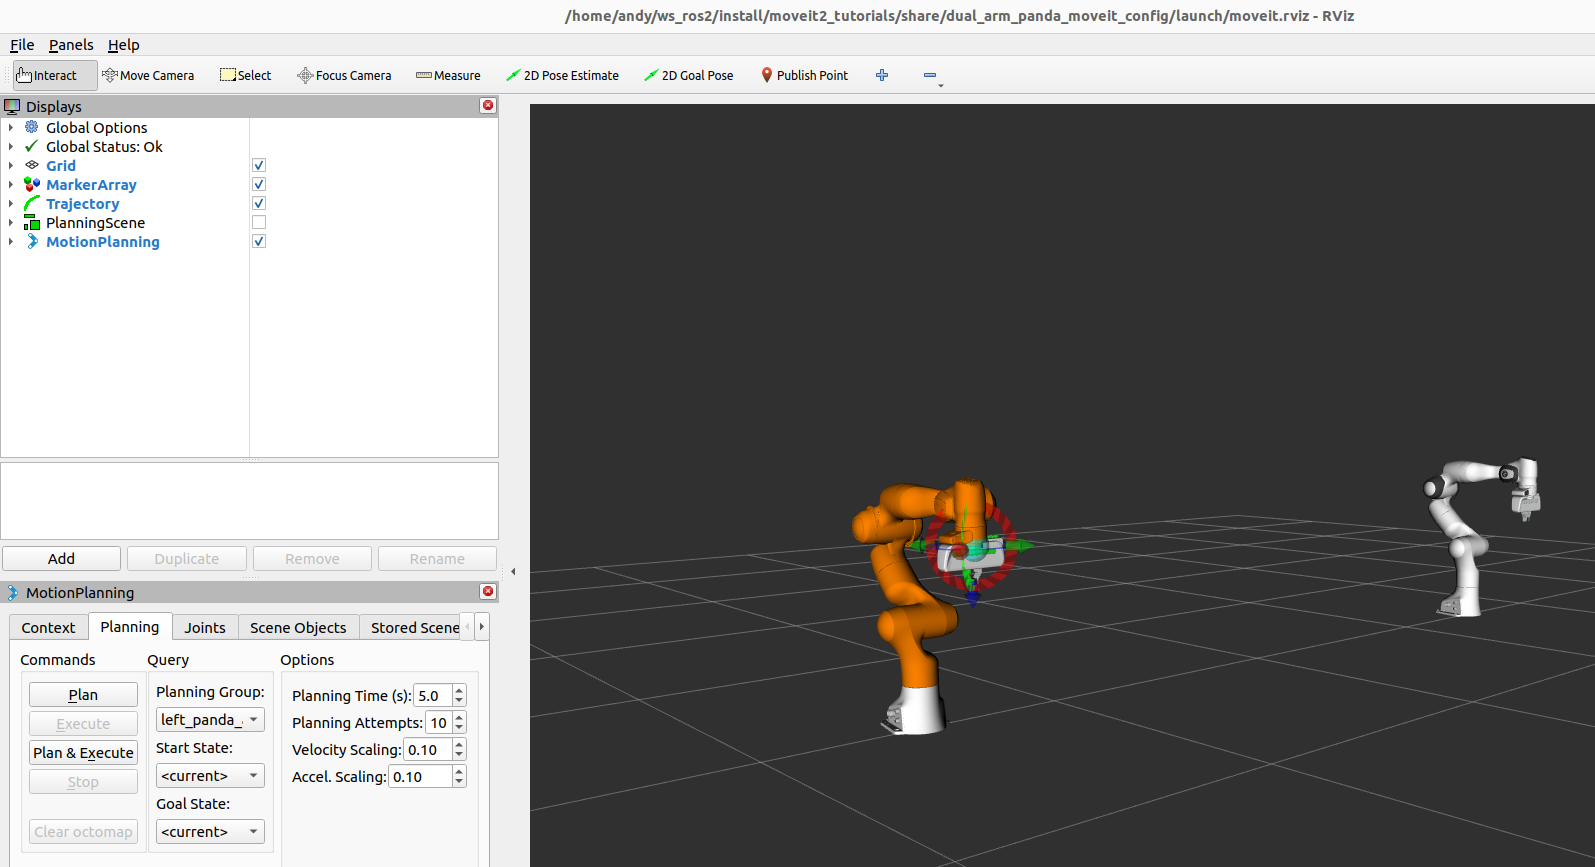 /home/andy/ws_ros2/install/moveit2_tutorials/share/dual_arm_panda_moveit_config/launch/moveit.rviz - RViz
File Panels Help
Interact Move Camera Select Focus Camera Measure 2D Pose Estimate 2D Goal Pose Publish Point
Displays
Global Options
Global Status: Ok
Grid
MarkerArray
Trajectory
PlanningScene
MotionPlanning
Add Duplicate Remove Rename
MotionPlanning
Context Planning Joints Scene Objects Stored Scene
Commands Query Options
Plan
Execute
Plan & Execute
Stop
Clear octomap
Planning Group:
left_panda_
Start State:
<current>
Goal State:
<current>
Planning Time (s): 5.0
Planning Attempts: 10
Velocity Scaling: 0.10
Accel. Scaling: 0.10